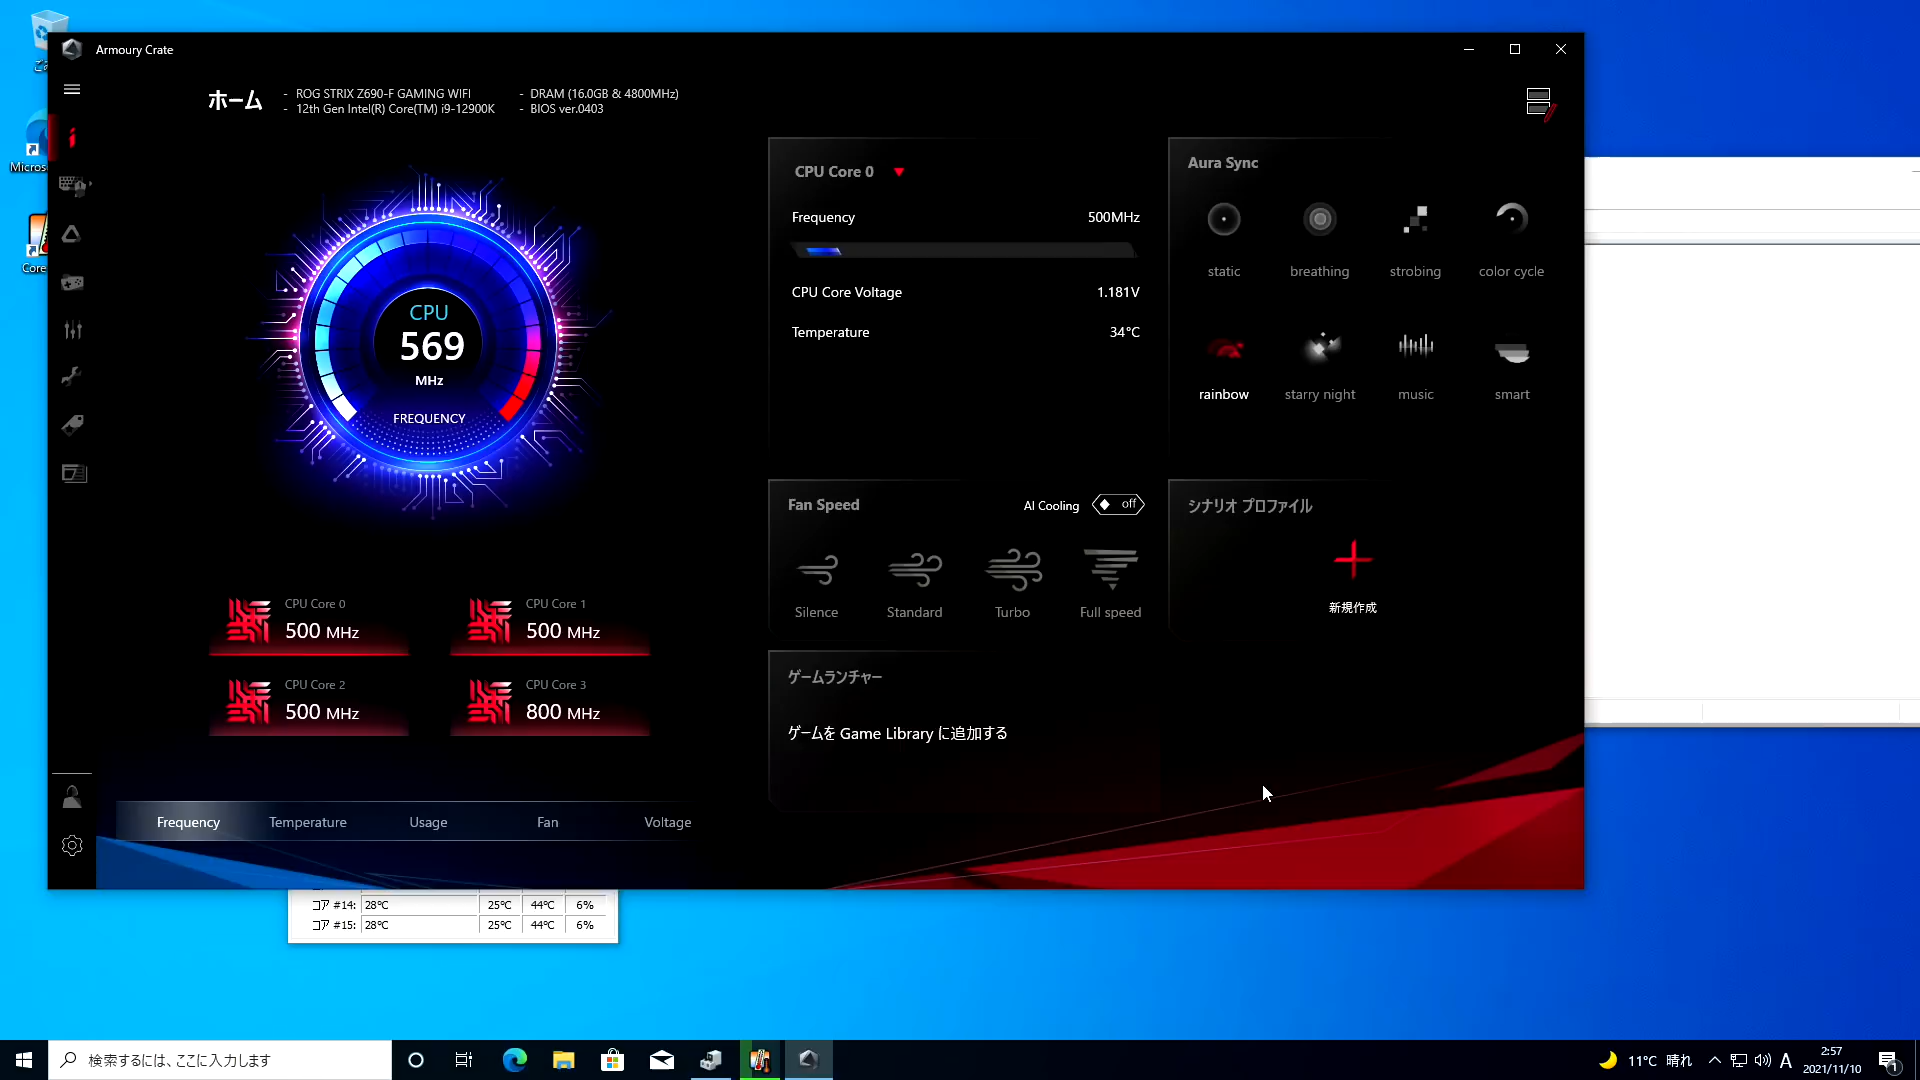 Armoury Crate
ホーム
- ROG STRIX Z690-F GAMING WIFI
- 12th Gen Intel(R) Core(TM) i9-12900K
- DRAM (16.0GB & 4800MHz)
- BIOS ver.0403
CPU
569
MHz
FREQUENCY
CPU Core 0
500 MHz
CPU Core 1
500 MHz
CPU Core 2
500 MHz
CPU Core 3
800 MHz
Frequency
Temperature
Usage
Fan
Voltage
CPU Core 0
Frequency 500MHz
CPU Core Voltage 1.181V
Temperature 34°C
Aura Sync
static
breathing
strobing
color cycle
rainbow
starry night
music
smart
Fan Speed
AI Cooling
off
Silence
Standard
Turbo
Full speed
シナリオ プロファイル
新規作成
ゲームランチャー
ゲームを Game Library に追加する
Micros
Core
コア #14: 28°C 25°C 44°C 6%
コア #15: 28°C 25°C 44°C 6%
検索するには、ここに入力します
11°C 晴れ
A
2:57
2021/11/10
1